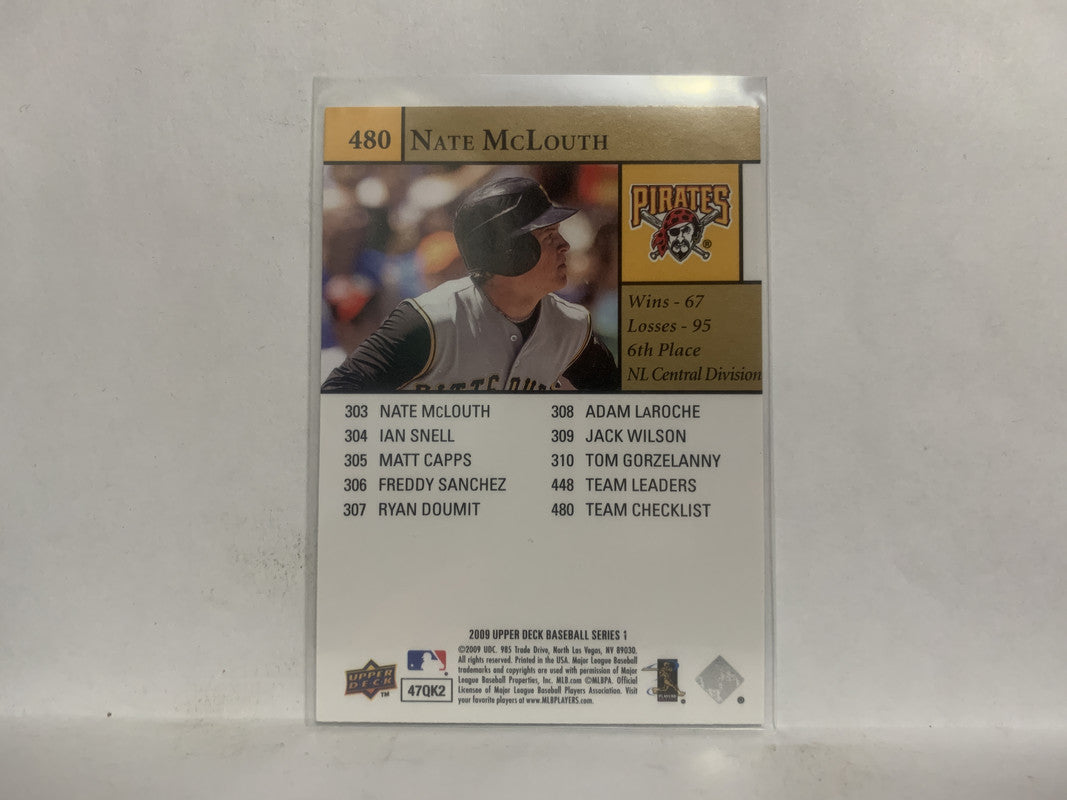 480 NATE MCLOUTH
PIRATES
®
Wins - 67
Losses - 95
6th Place
NL Central Division
303 NATE McLOUTH
304 IAN SNELL
305 MATT CAPPS
306 FREDDY SANCHEZ
307 RYAN DOUMIT
308 ADAM LAROCHE
309 JACK WILSON
310 TOM GORZELANNY
448 TEAM LEADERS
480 TEAM CHECKLIST
2009 UPPER DECK BASEBALL SERIES 1
©2009 UDC. 985 Trade Drive, North Las Vegas, NV 89030.
All rights reserved. Printed in the USA. Major League Baseball
trademarks and copyrights are used with permission of Major
League Baseball Properties, Inc. MLB.com ©MLBPA. Official
Licensee of Major League Baseball Players Association. Visit
your favorite players at www.MLBPLAYERS.com.
UPPER
DECK
TM
47QK2
PLAYERS